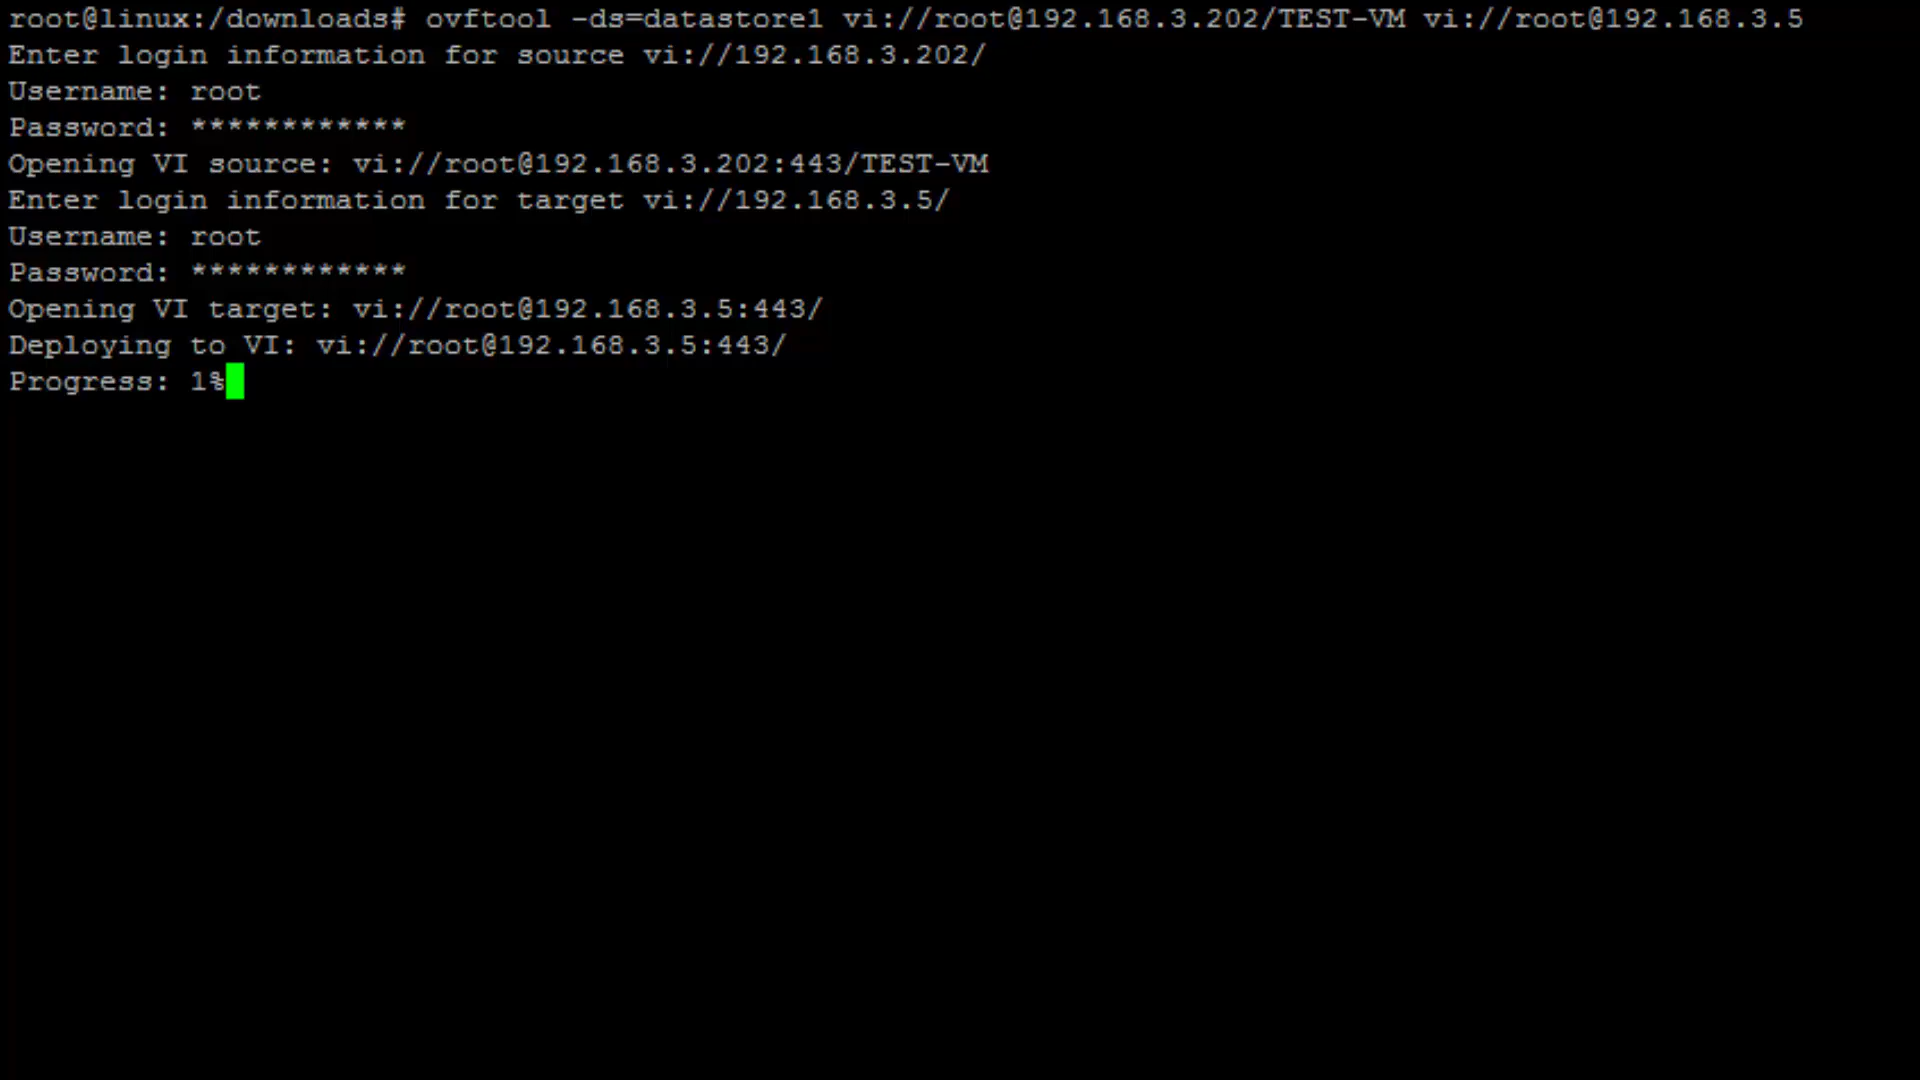 root@linux:/downloads# ovftool -ds=datastore1 vi://root@192.168.3.202/TEST-VM vi://root@192.168.3.5
Enter login information for source vi://192.168.3.202/
Username: root
Password: ************
Opening VI source: vi://root@192.168.3.202:443/TEST-VM
Enter login information for target vi://192.168.3.5/
Username: root
Password: ************
Opening VI target: vi://root@192.168.3.5:443/
Deploying to VI: vi://root@192.168.3.5:443/
Progress: 1%